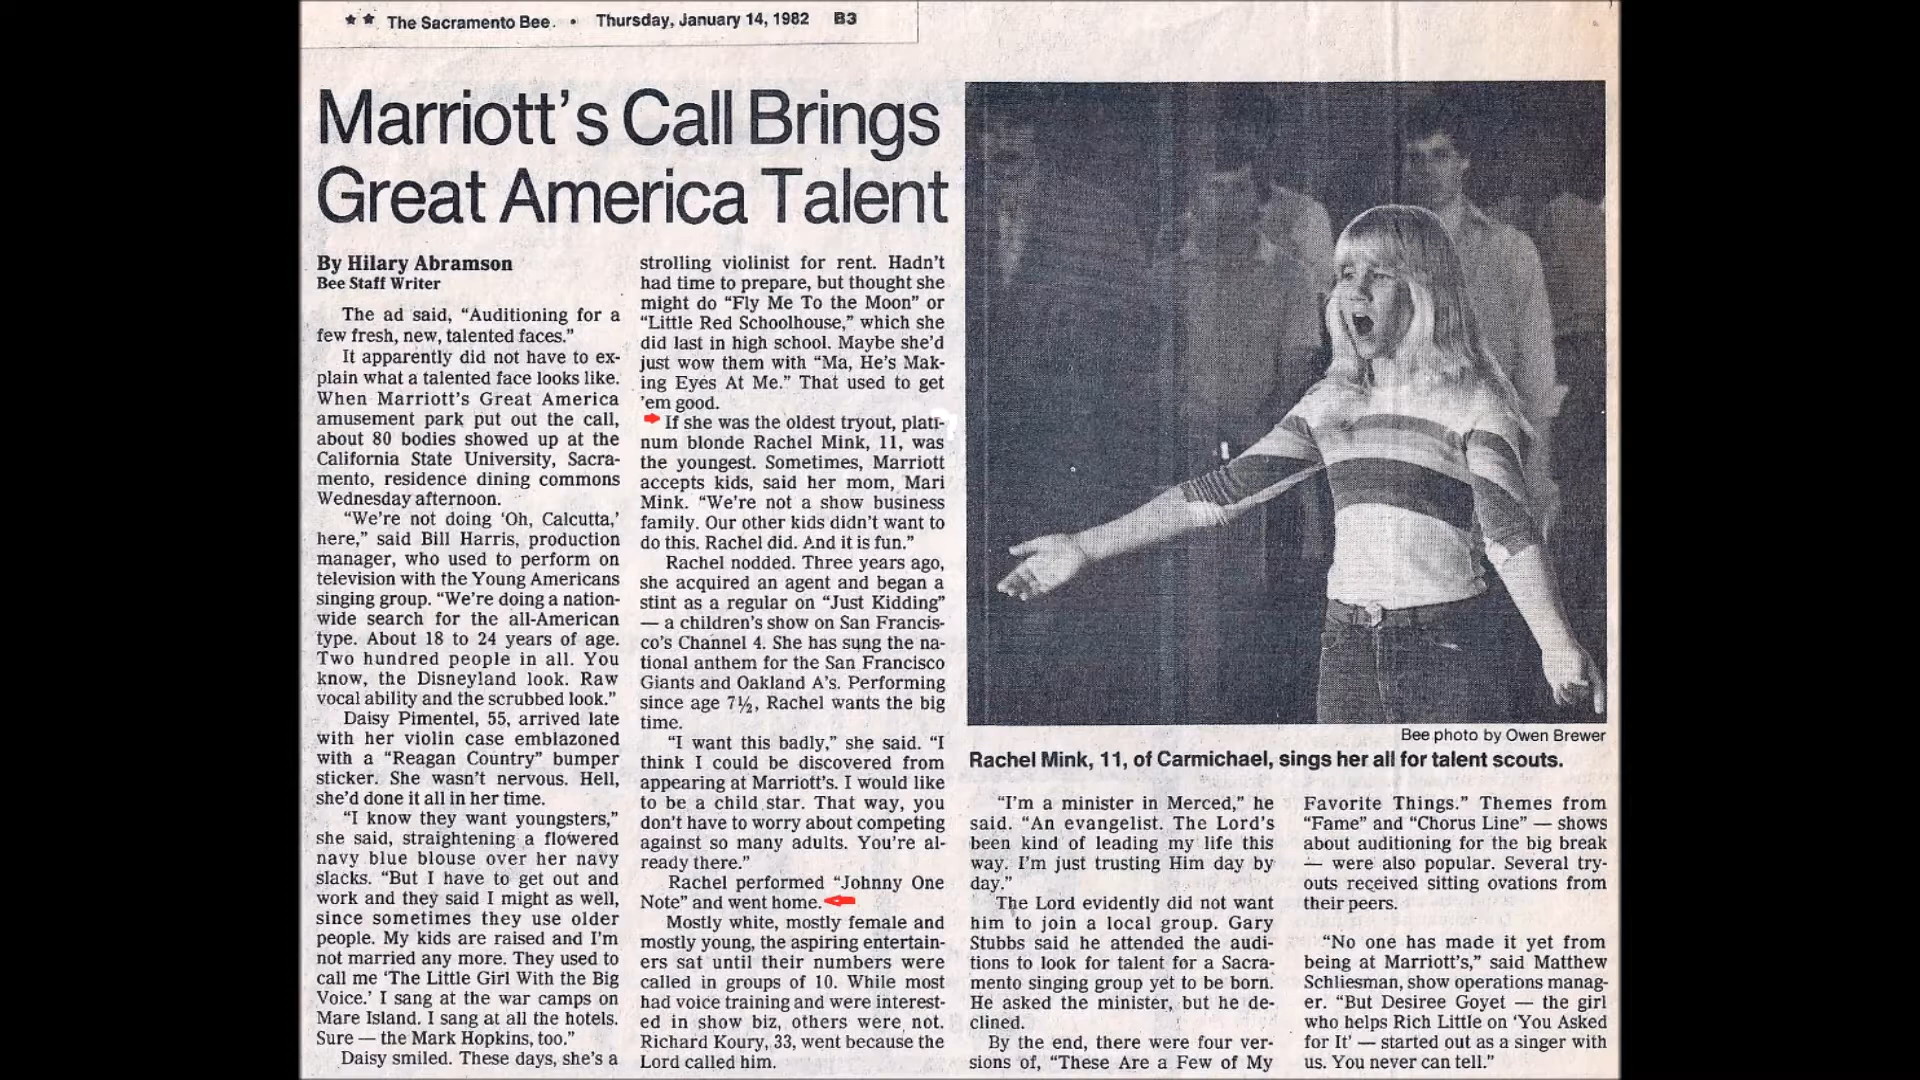 ★ ★ The Sacramento Bee. • Thursday, January 14, 1982 B3
Marriott's Call Brings
Great America Talent
By Hilary Abramson
Bee Staff Writer
The ad said, “Auditioning for a
few fresh, new, talented faces.”
It apparently did not have to ex-
plain what a talented face looks like.
When Marriott's Great America
amusement park put out the call,
about 80 bodies showed up at the
California State University, Sacra-
mento, residence dining commons
Wednesday afternoon.
“We're not doing ‘Oh, Calcutta,’
here,” said Bill Harris, production
manager, who used to perform on
television with the Young Americans
singing group. “We're doing a nation-
wide search for the all-American
type. About 18 to 24 years of age.
Two hundred people in all. You
know, the Disneyland look. Raw
vocal ability and the scrubbed look.”
Daisy Pimentel, 55, arrived late
with her violin case emblazoned
with a “Reagan Country” bumper
sticker. She wasn't nervous. Hell,
she'd done it all in her time.
“I know they want youngsters,”
she said, straightening a flowered
navy blue blouse over her navy
slacks. “But I have to get out and
work and they said I might as well,
since sometimes they use older
people. My kids are raised and I'm
not married any more. They used to
call me ‘The Little Girl With the Big
Voice.’ I sang at the war camps on
Mare Island. I sang at all the hotels.
Sure — the Mark Hopkins, too.”
Daisy smiled. These days, she's a
strolling violinist for rent. Hadn't
had time to prepare, but thought she
might do “Fly Me To the Moon” or
“Little Red Schoolhouse,” which she
did last in high school. Maybe she'd
just wow them with “Ma, He's Mak-
ing Eyes At Me.” That used to get
'em good.
If she was the oldest tryout, plati-
num blonde Rachel Mink, 11, was
the youngest. Sometimes, Marriott
accepts kids, said her mom, Mari
Mink. “We're not a show business
family. Our other kids didn't want to
do this. Rachel did. And it is fun.”
Rachel nodded. Three years ago,
she acquired an agent and began a
stint as a regular on “Just Kidding”
— a children's show on San Francis-
co's Channel 4. She has sung the na-
tional anthem for the San Francisco
Giants and Oakland A's. Performing
since age 7½, Rachel wants the big
time.
“I want this badly,” she said. “I
think I could be discovered from
appearing at Marriott's. I would like
to be a child star. That way, you
don't have to worry about competing
against so many adults. You're al-
ready there.”
Rachel performed “Johnny One
Note” and went home.
Mostly white, mostly female and
mostly young, the aspiring entertain-
ers sat until their numbers were
called in groups of 10. While most
had voice training and were interest-
ed in show biz, others were not.
Richard Koury, 33, went because the
Lord called him.
Bee photo by Owen Brewer
Rachel Mink, 11, of Carmichael, sings her all for talent scouts.
“I'm a minister in Merced,” he
said. “An evangelist. The Lord's
been kind of leading my life this
way. I'm just trusting Him day by
day.”
The Lord evidently did not want
him to join a local group. Gary
Stubbs said he attended the audi-
tions to look for talent for a Sacra-
mento singing group yet to be born.
He asked the minister, but he de-
clined.
By the end, there were four ver-
sions of, “These Are a Few of My
Favorite Things.” Themes from
“Fame” and “Chorus Line” — shows
about auditioning for the big break
— were also popular. Several try-
outs received sitting ovations from
their peers.
“No one has made it yet from
being at Marriott's,” said Matthew
Schliesman, show operations manag-
er. “But Desiree Goyet — the girl
who helps Rich Little on ‘You Asked
for It’ — started out as a singer with
us. You never can tell.”